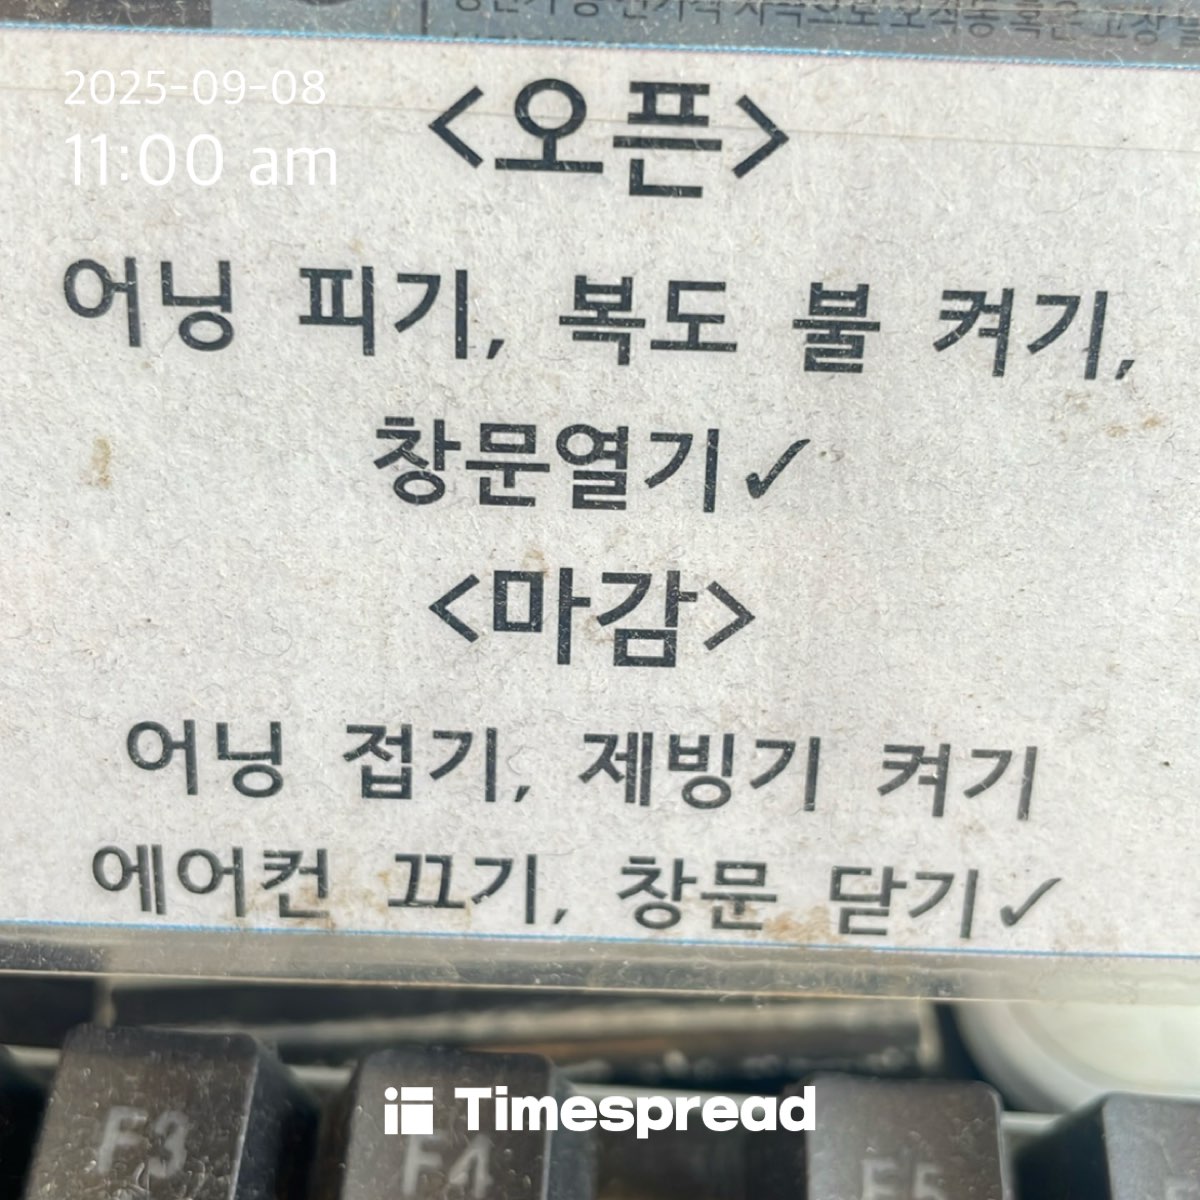 2025-09-08
11:00 am
<오픈>
어닝 피기, 복도 불 켜기,
창문열기✓
<마감>
어닝 접기, 제빙기 켜기
에어컨 끄기, 창문 닫기✓
F3
F4
F5
Timespread